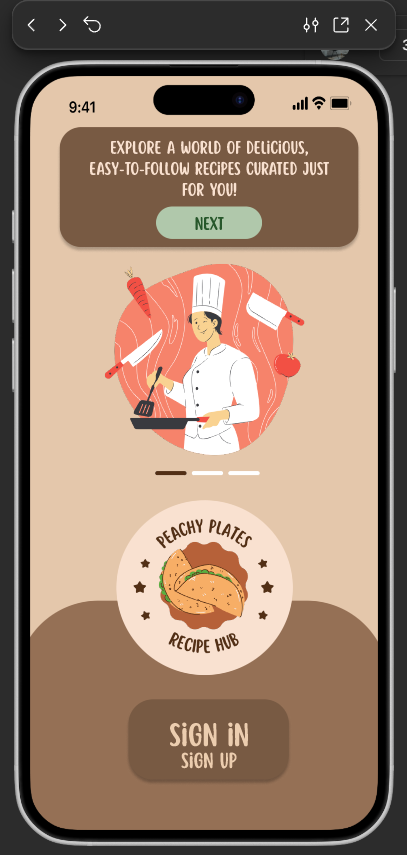 9:41
EXPLORE A WORLD OF DELICIOUS,
EASY-TO-FOLLOW RECIPES CURATED JUST
FOR YOU!
NEXT
PEACHY PLATES
RECIPE HUB
SIGN IN
SIGN UP